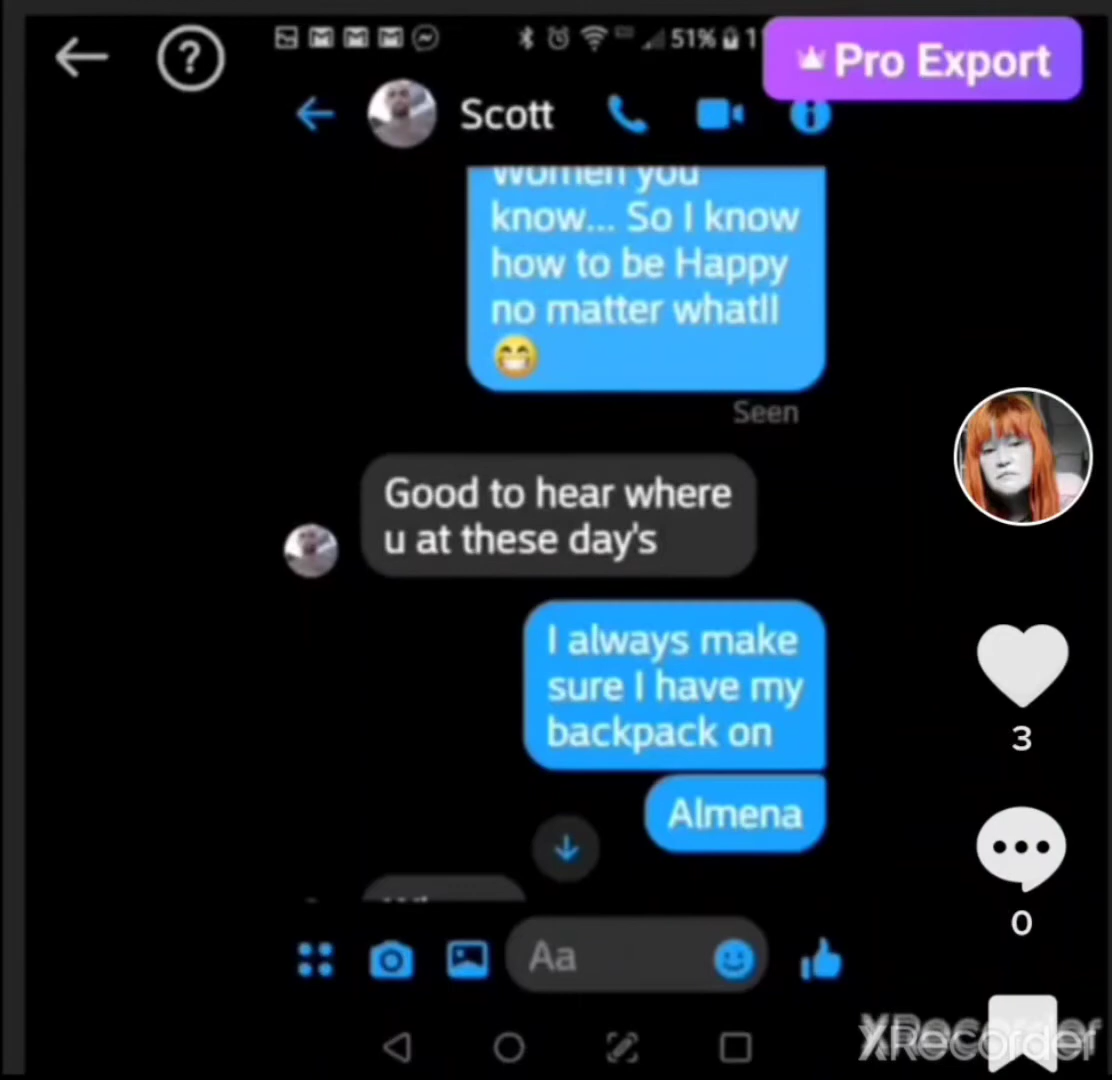 51%
Pro Export
Scott
Women you
know... So I know
how to be Happy
no matter what!!
Seen
Good to hear where
u at these day's
I always make
sure I have my
backpack on
Almena
Aa
3
0
XRecorder